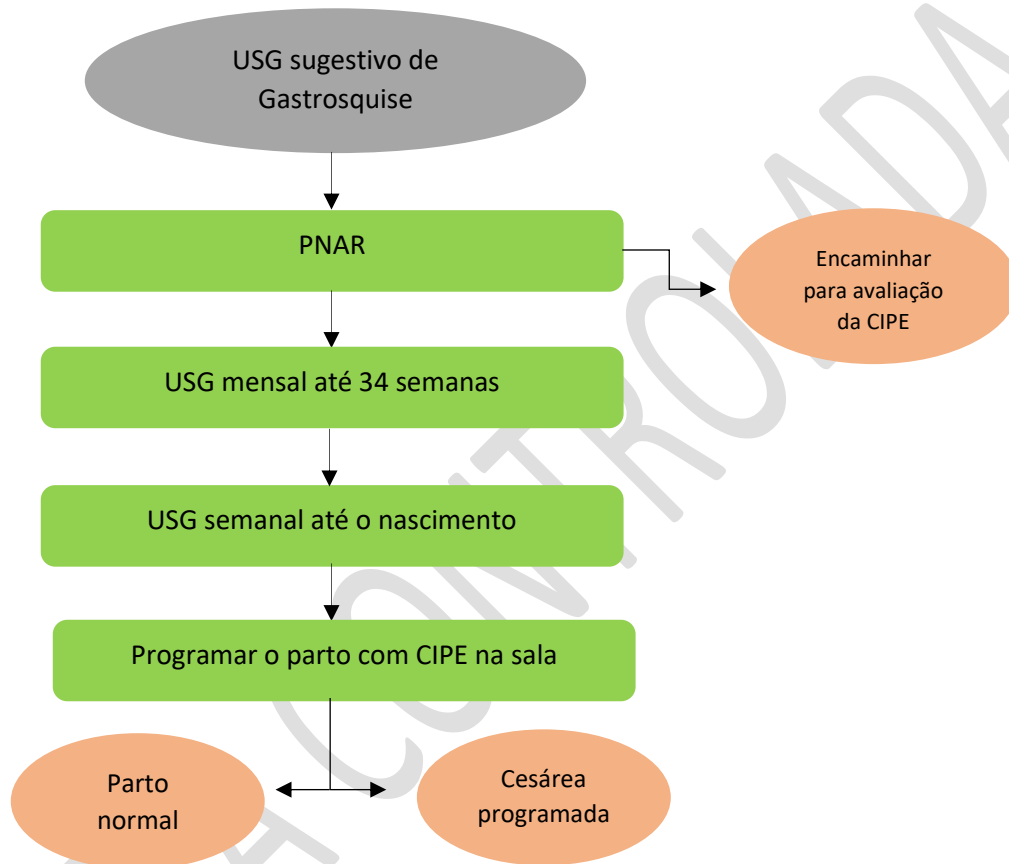 USG sugestivo de
Gastrosquise
PNAR
Encaminhar
para avaliação
da CIPE
USG mensal até 34 semanas
USG semanal até o nascimento
Programar o parto com CIPE na sala
Parto
normal
Cesárea
programada
A CONTROLADA